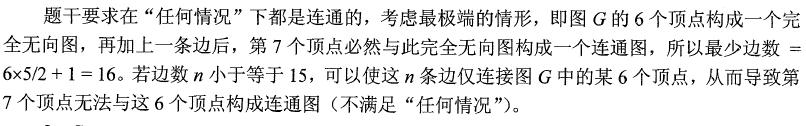 题干要求在“任何情况”下都是连通的，考虑最极端的情形，即图 G 的 6 个顶点构成一个完
全无向图，再加上一条边后，第 7 个顶点必然与此完全无向图构成一个连通图，所以最少边数 =
6×5/2 + 1 = 16。若边数 n 小于等于 15，可以使这 n 条边仅连接图 G 中的某 6 个顶点，从而导致第
7 个顶点无法与这 6 个顶点构成连通图（不满足“任何情况”）。